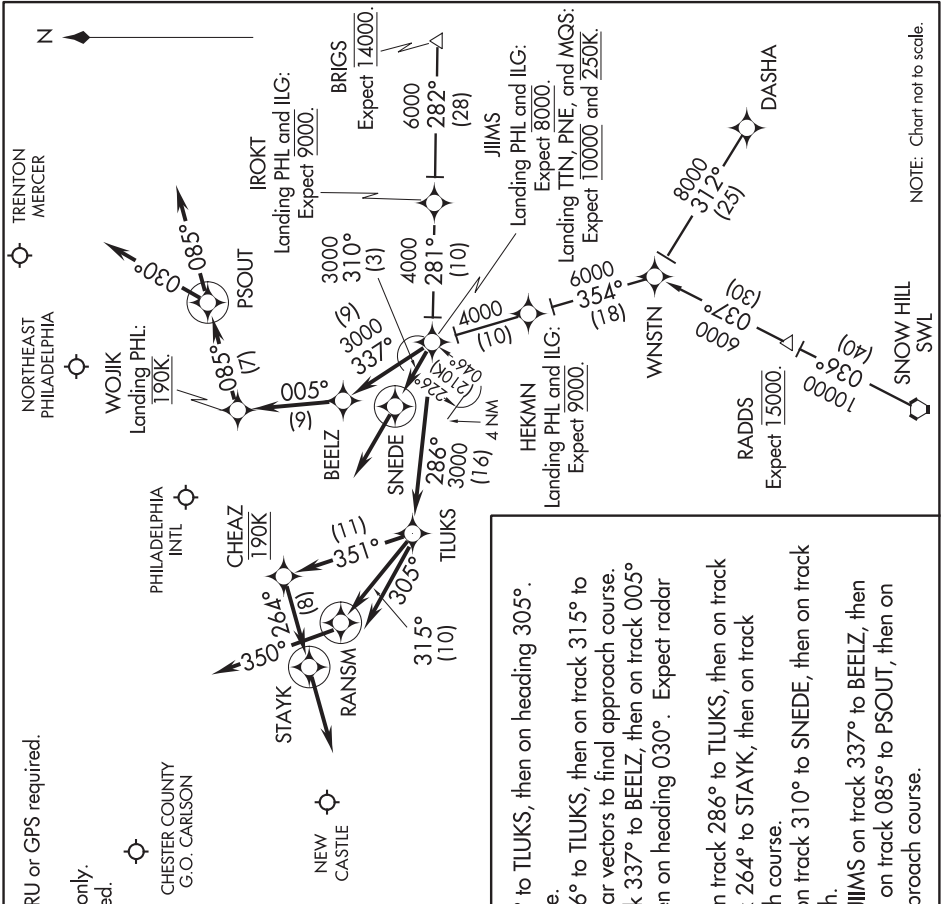 RU or GPS required.
only.
N
TRENTON
MERCER
NORTHEAST
PHILADELPHIA
PHILADELPHIA
INTL
CHESTER COUNTY
G.O. CARLSON
NEW
CASTLE
BRIGS
Expect 14000.
6000
282°
(28)
IROKT
Landing PHL and ILG:
Expect 9000.
4000
281°
(10)
JIIMS
Landing PHL and ILG:
Expect 8000.
Landing TTN, PNE, and MQS:
Expect 10000 and 250K.
DASHA
8000
312°
(25)
WNSTN
6000
354°
(18)
HEKMN
Landing PHL and ILG:
Expect 9000.
4000
(10)
6000
037°
(30)
RADDS
Expect 15000.
10000
036°
(40)
SNOW HILL
SWL
NOTE: Chart not to scale.
3000
310°
(3)
(9)
3000
337°
226°
046°
(210K)
4 NM
SNEDE
BEELZ
005°
(6)
WOJIK
Landing PHL:
190K.
085°
(7)
PSOUT
030°
085°
286°
3000
(16)
TLUKS
351°
(11)
CHEAZ
190K
264°
(8)
STAYK
350°
RANSM
305°
315°
(10)
° to TLUKS, then on heading 305°.
e.
6° to TLUKS, then on track 315° to
ar vectors to final approach course.
k 337° to BEELZ, then on track 005°
en on heading 030°. Expect radar
n track 286° to TLUKS, then on track
264° to STAYK, then on track
h course.
on track 310° to SNEDE, then on track
h.
JIIMS on track 337° to BEELZ, then
on track 085° to PSOUT, then on
proach course.